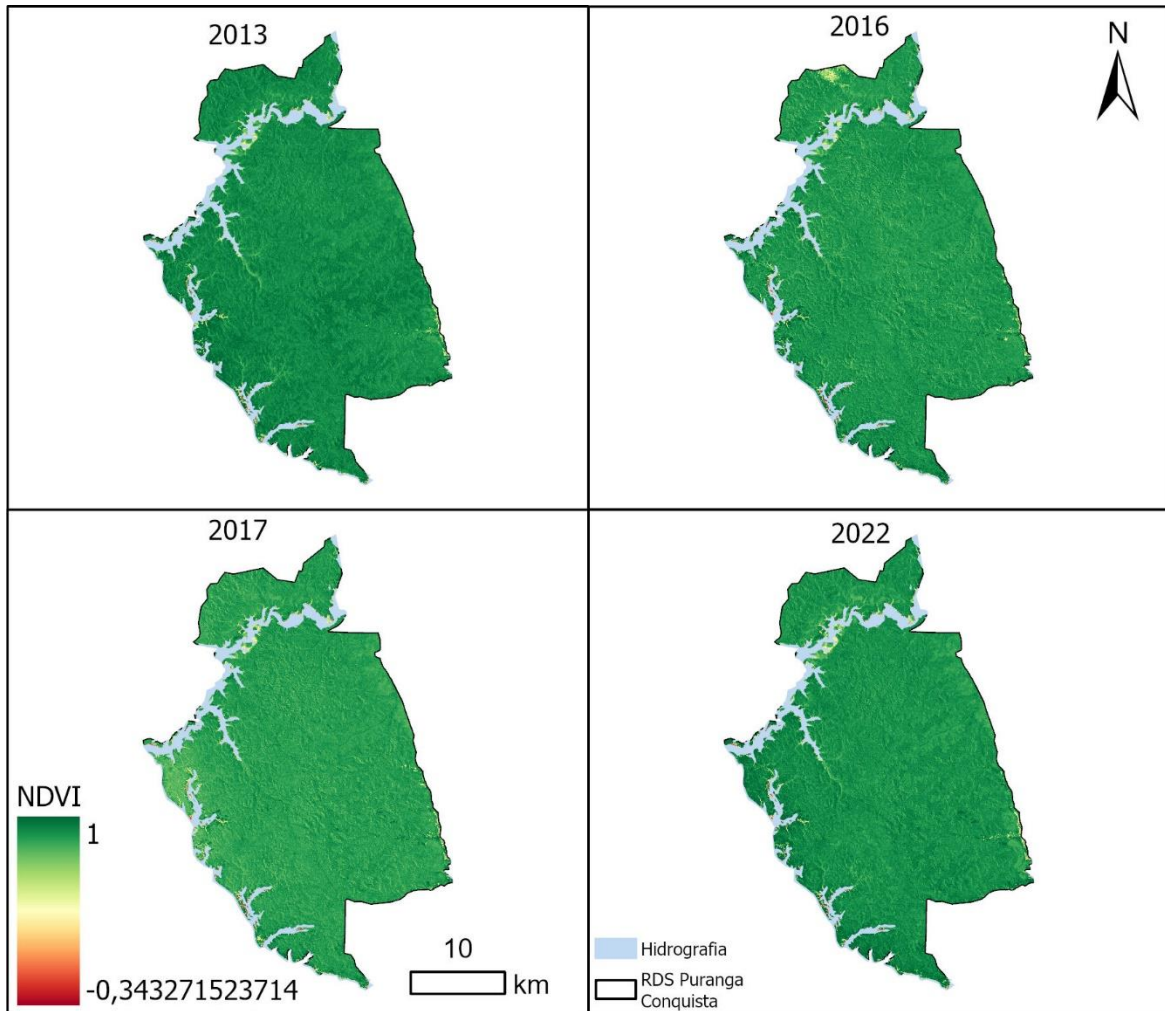 2013
2016
N
2017
2022
NDVI
1
-0,343271523714
10
km
Hidrografia
RDS Puranga
Conquista